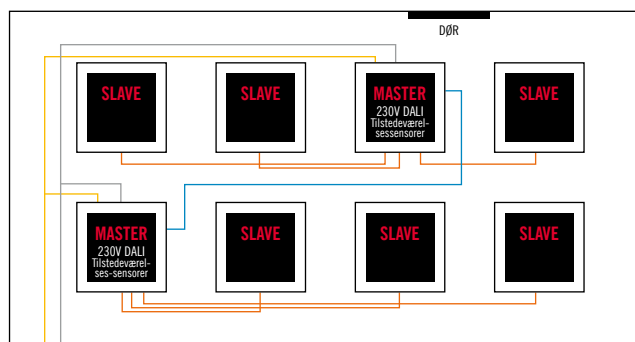 DØR
SLAVE
SLAVE
MASTER
230V DALI
Tilstedeværel-
sessensorer
SLAVE
MASTER
230V DALI
Tilstedeværel-
ses-sensorer
SLAVE
SLAVE
SLAVE